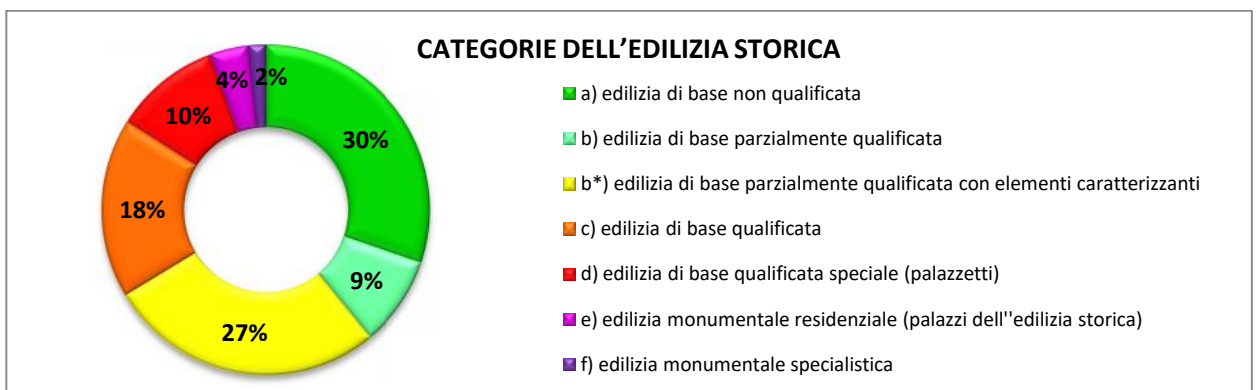 CATEGORIE DELL’EDILIZIA STORICA
4%
2%
10%
30%
18%
9%
27%
a) edilizia di base non qualificata
b) edilizia di base parzialmente qualificata
b*) edilizia di base parzialmente qualificata con elementi caratterizzanti
c) edilizia di base qualificata
d) edilizia di base qualificata speciale (palazzetti)
e) edilizia monumentale residenziale (palazzi dell''edilizia storica)
f) edilizia monumentale specialistica